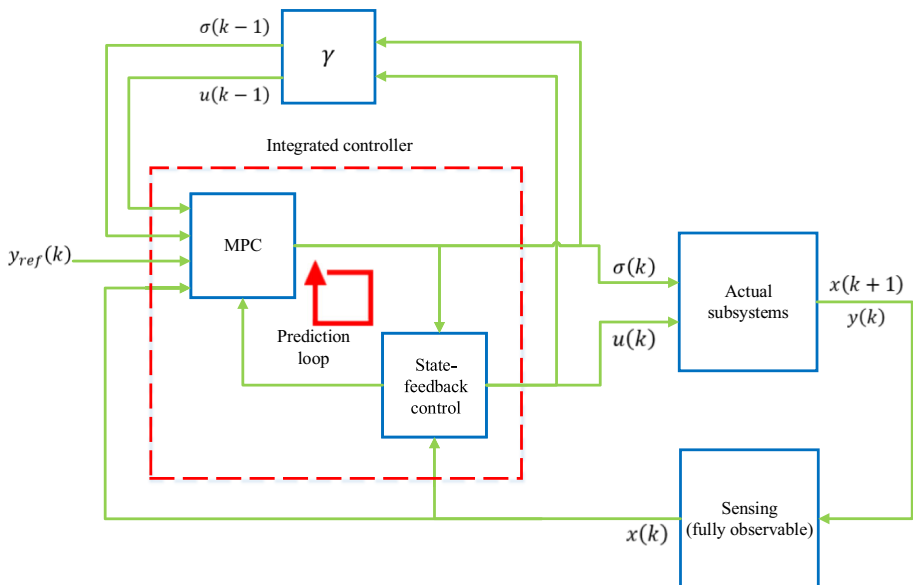 σ(k−1)
γ
u(k−1)
Integrated controller
MPC
y_ref(k)
σ(k)
Actual
subsystems
x(k+1)
y(k)
u(k)
Prediction
loop
State-
feedback
control
Sensing
(fully observable)
x(k)